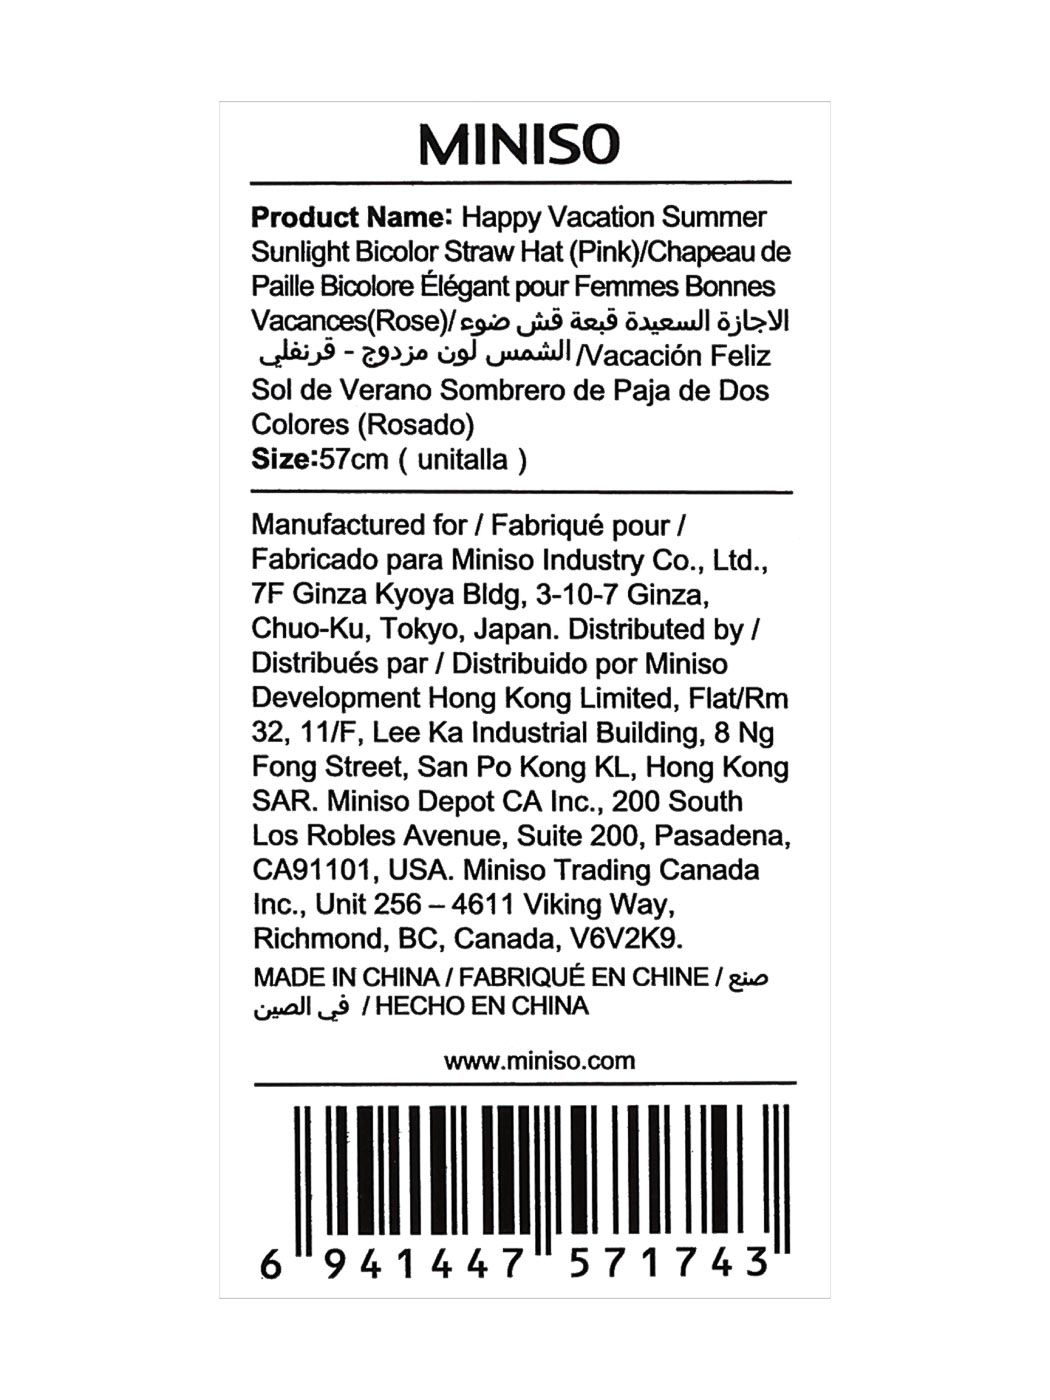 MINISO
Product Name: Happy Vacation Summer
Sunlight Bicolor Straw Hat (Pink)/Chapeau de
Paille Bicolore Élégant pour Femmes Bonnes
Vacances(Rose)/الاجازة السعيدة قبعة قش ضوء
الشمس لون مزدوج - قرنفلي/Vacación Feliz
Sol de Verano Sombrero de Paja de Dos
Colores (Rosado)
Size:57cm ( unitalla )
Manufactured for / Fabriqué pour /
Fabricado para Miniso Industry Co., Ltd.,
7F Ginza Kyoya Bldg, 3-10-7 Ginza,
Chuo-Ku, Tokyo, Japan. Distributed by /
Distribués par / Distribuido por Miniso
Development Hong Kong Limited, Flat/Rm
32, 11/F, Lee Ka Industrial Building, 8 Ng
Fong Street, San Po Kong KL, Hong Kong
SAR. Miniso Depot CA Inc., 200 South
Los Robles Avenue, Suite 200, Pasadena,
CA91101, USA. Miniso Trading Canada
Inc., Unit 256 – 4611 Viking Way,
Richmond, BC, Canada, V6V2K9.
MADE IN CHINA / FABRIQUÉ EN CHINE / صنع
في الصين / HECHO EN CHINA
www.miniso.com
6 941447 571743